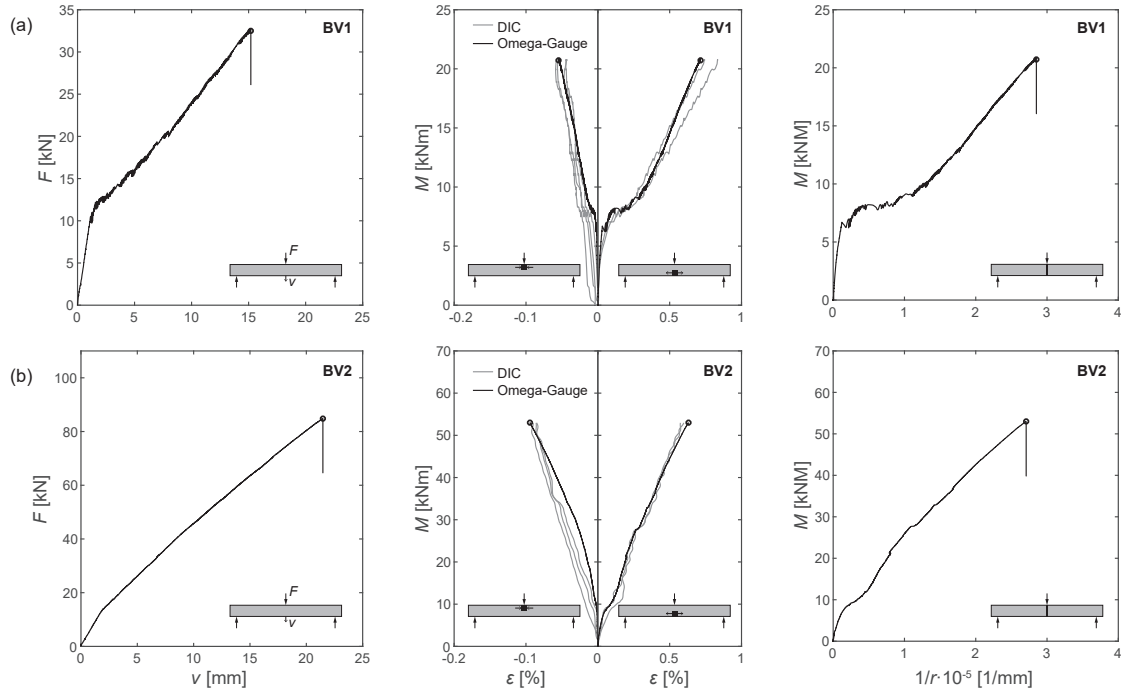 (a)
BV1
F [kN]
35
30
25
20
15
10
5
0
0 5 10 15 20 25
F
v
DIC
Omega-Gauge
BV1
M [kNm]
25
20
15
10
5
0
-0.2 -0.1 0 0.5 1
BV1
M [kNM]
25
20
15
10
5
0
0 1 2 3 4
(b)
BV2
F [kN]
100
80
60
40
20
0
0 5 10 15 20 25
v [mm]
F
v
DIC
Omega-Gauge
BV2
M [kNm]
70
60
50
40
30
20
10
0
-0.2 -0.1 0 0.5 1
ε [%] ε [%]
BV2
M [kNM]
70
60
50
40
30
20
10
0
0 1 2 3 4
1/r·10⁻⁵ [1/mm]